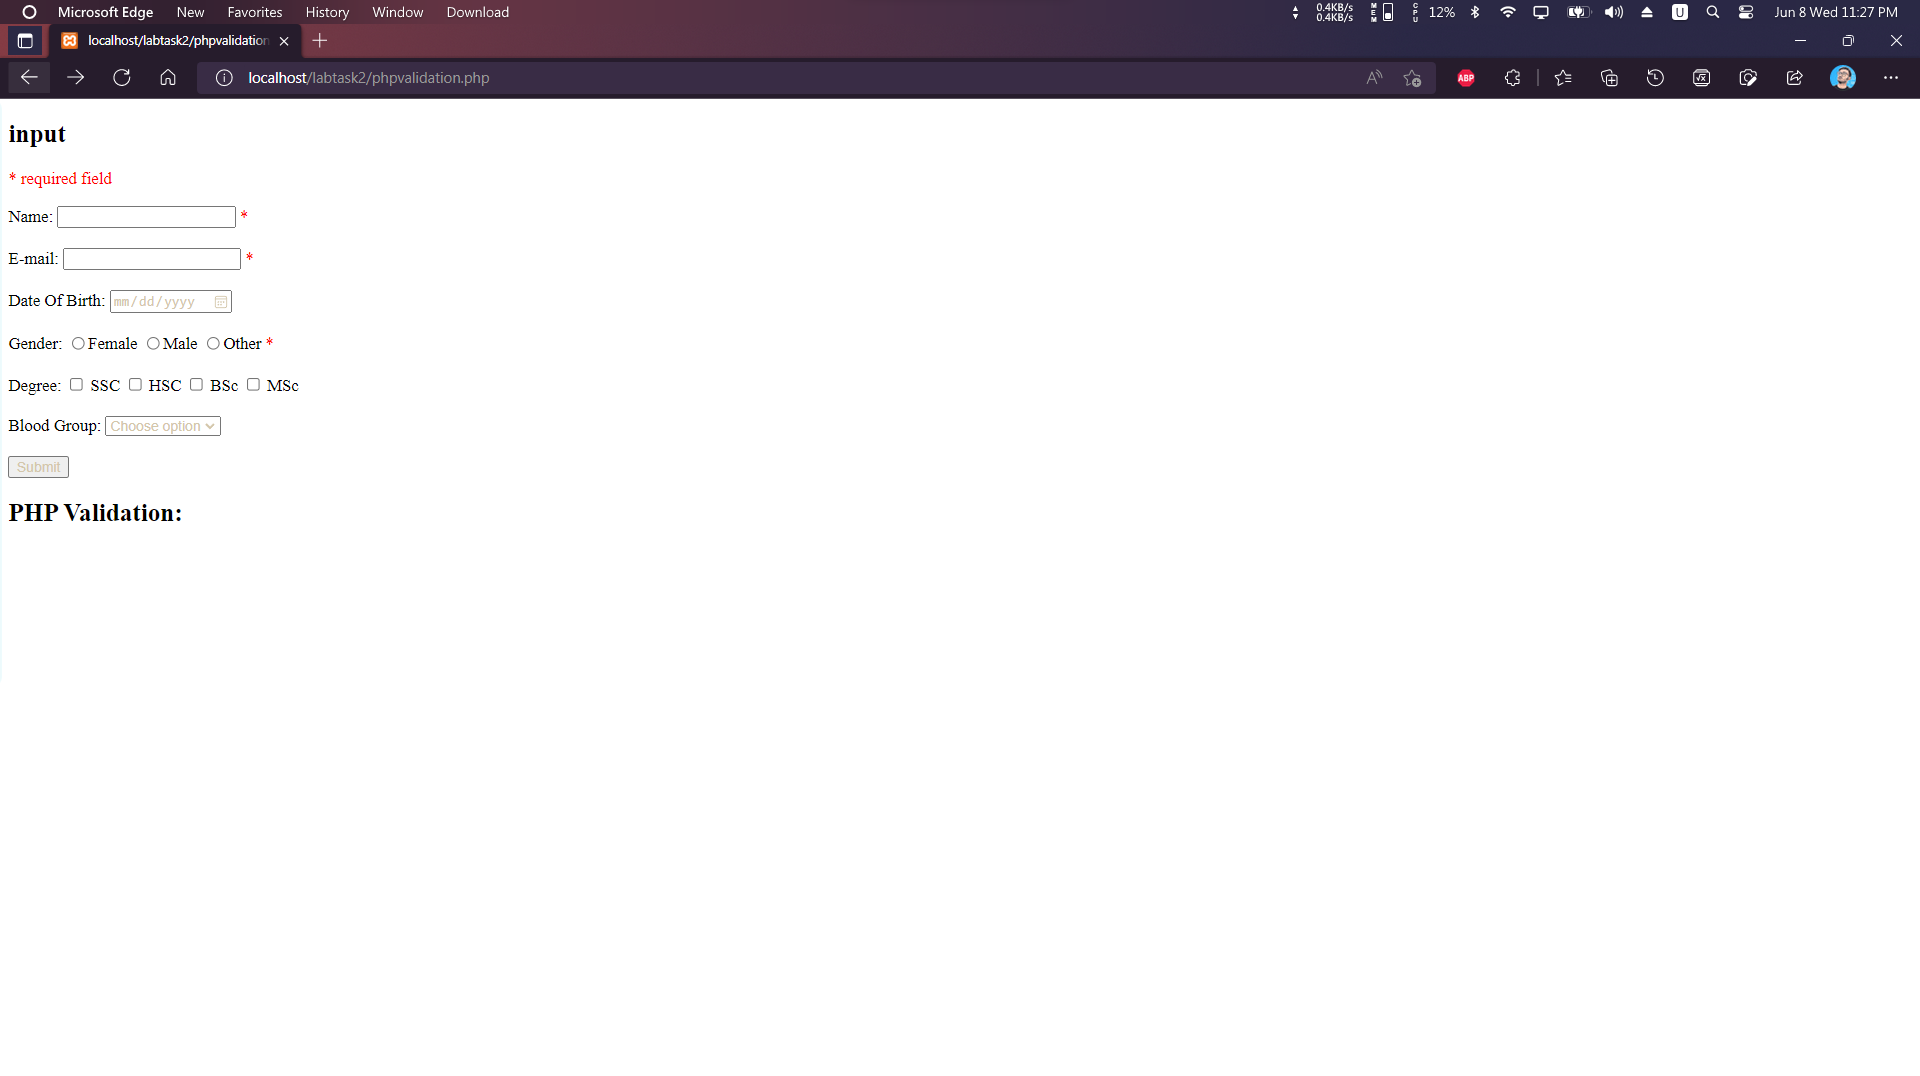 Microsoft Edge New Favorites History Window Download 0.4KB/s 0.4KB/s MEM CPU 12% U Jun 8 Wed 11:27 PM
localhost/labtask2/phpvalidation
localhost/labtask2/phpvalidation.php ABP
input
* required field
Name: *
E-mail: *
Date Of Birth: mm/dd/yyyy
Gender: Female Male Other *
Degree: SSC HSC BSc MSc
Blood Group: Choose option
Submit
PHP Validation: